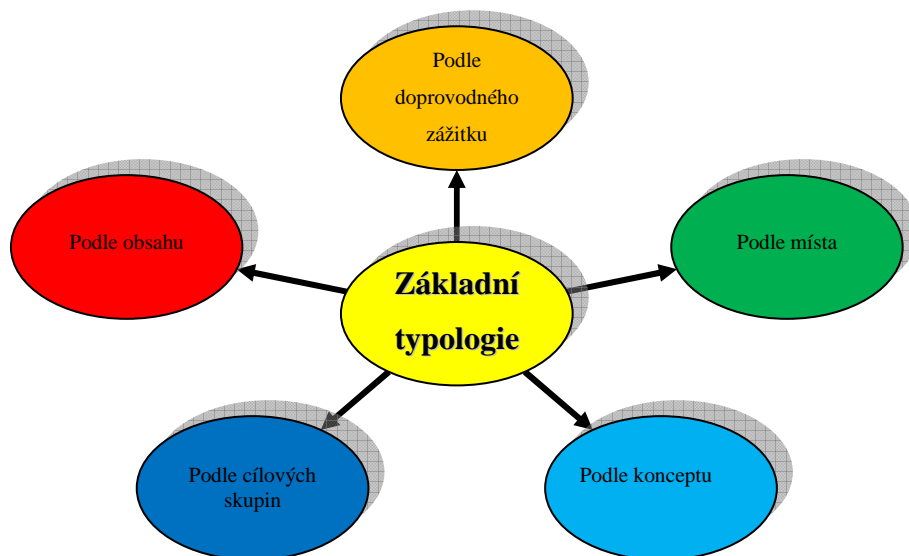 Podle
doprovodného
zážitku
Podle obsahu
Podle místa
Základní
typologie
Podle cílových
skupin
Podle konceptu